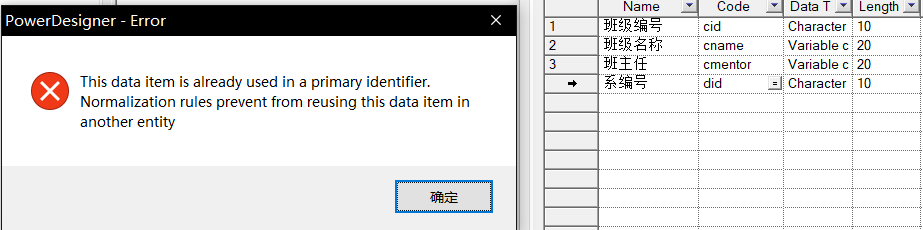 PowerDesigner - Error
This data item is already used in a primary identifier.
Normalization rules prevent from reusing this data item in
another entity
确定
Name Code Data T Length
1 班级编号 cid Character 10
2 班级名称 cname Variable c 20
3 班主任 cmentor Variable c 20
系编号 did = Character 10